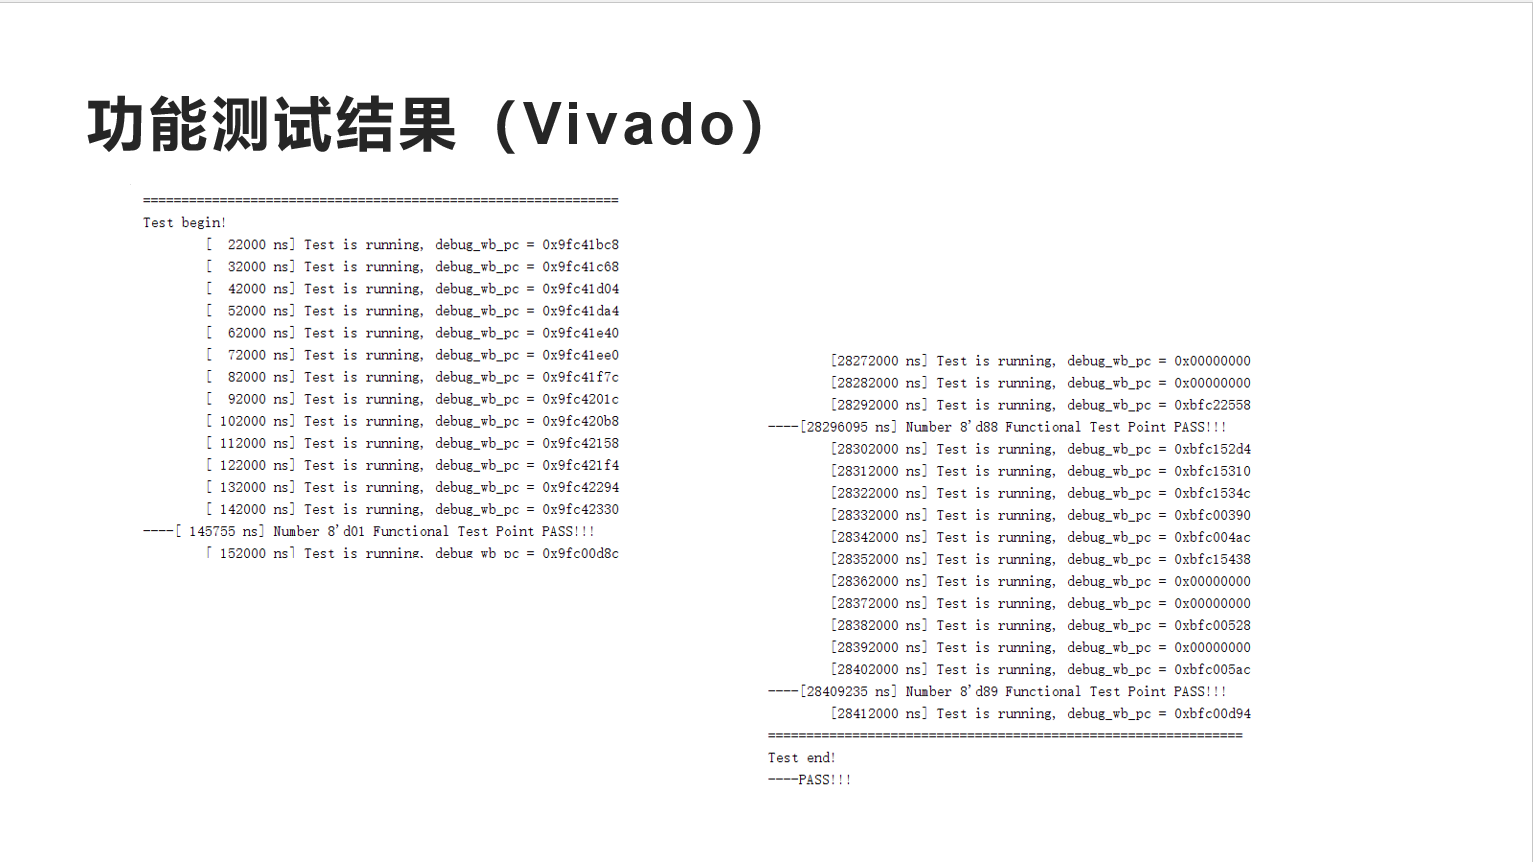 功能测试结果（Vivado）
==============================================================
Test begin!
[  22000 ns] Test is running, debug_wb_pc = 0x9fc41bc8
[  32000 ns] Test is running, debug_wb_pc = 0x9fc41c68
[  42000 ns] Test is running, debug_wb_pc = 0x9fc41d04
[  52000 ns] Test is running, debug_wb_pc = 0x9fc41da4
[  62000 ns] Test is running, debug_wb_pc = 0x9fc41e40
[  72000 ns] Test is running, debug_wb_pc = 0x9fc41ee0
[  82000 ns] Test is running, debug_wb_pc = 0x9fc41f7c
[  92000 ns] Test is running, debug_wb_pc = 0x9fc4201c
[ 102000 ns] Test is running, debug_wb_pc = 0x9fc420b8
[ 112000 ns] Test is running, debug_wb_pc = 0x9fc42158
[ 122000 ns] Test is running, debug_wb_pc = 0x9fc421f4
[ 132000 ns] Test is running, debug_wb_pc = 0x9fc42294
[ 142000 ns] Test is running, debug_wb_pc = 0x9fc42330
----[ 145755 ns] Number 8'd01 Functional Test Point PASS!!!
[ 152000 ns] Test is running, debug_wb_pc = 0x9fc00d8c
[28272000 ns] Test is running, debug_wb_pc = 0x00000000
[28282000 ns] Test is running, debug_wb_pc = 0x00000000
[28292000 ns] Test is running, debug_wb_pc = 0xbfc22558
----[28296095 ns] Number 8'd88 Functional Test Point PASS!!!
[28302000 ns] Test is running, debug_wb_pc = 0xbfc152d4
[28312000 ns] Test is running, debug_wb_pc = 0xbfc15310
[28322000 ns] Test is running, debug_wb_pc = 0xbfc1534c
[28332000 ns] Test is running, debug_wb_pc = 0xbfc00390
[28342000 ns] Test is running, debug_wb_pc = 0xbfc004ac
[28352000 ns] Test is running, debug_wb_pc = 0xbfc15438
[28362000 ns] Test is running, debug_wb_pc = 0x00000000
[28372000 ns] Test is running, debug_wb_pc = 0x00000000
[28382000 ns] Test is running, debug_wb_pc = 0xbfc00528
[28392000 ns] Test is running, debug_wb_pc = 0x00000000
[28402000 ns] Test is running, debug_wb_pc = 0xbfc005ac
----[28409235 ns] Number 8'd89 Functional Test Point PASS!!!
[28412000 ns] Test is running, debug_wb_pc = 0xbfc00d94
==============================================================
Test end!
----PASS!!!